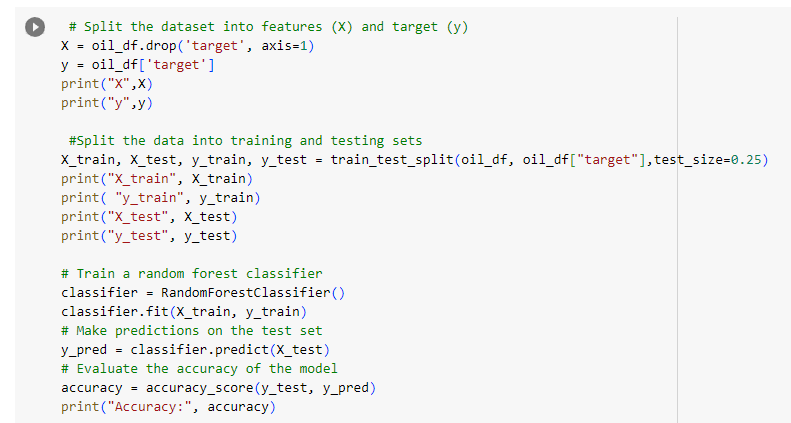 # Split the dataset into features (X) and target (y)
X = oil_df.drop('target', axis=1)
y = oil_df['target']
print("X",X)
print("y",y)
#Split the data into training and testing sets
X_train, X_test, y_train, y_test = train_test_split(oil_df, oil_df["target"],test_size=0.25)
print("X_train", X_train)
print( "y_train", y_train)
print("X_test", X_test)
print("y_test", y_test)
# Train a random forest classifier
classifier = RandomForestClassifier()
classifier.fit(X_train, y_train)
# Make predictions on the test set
y_pred = classifier.predict(X_test)
# Evaluate the accuracy of the model
accuracy = accuracy_score(y_test, y_pred)
print("Accuracy:", accuracy)